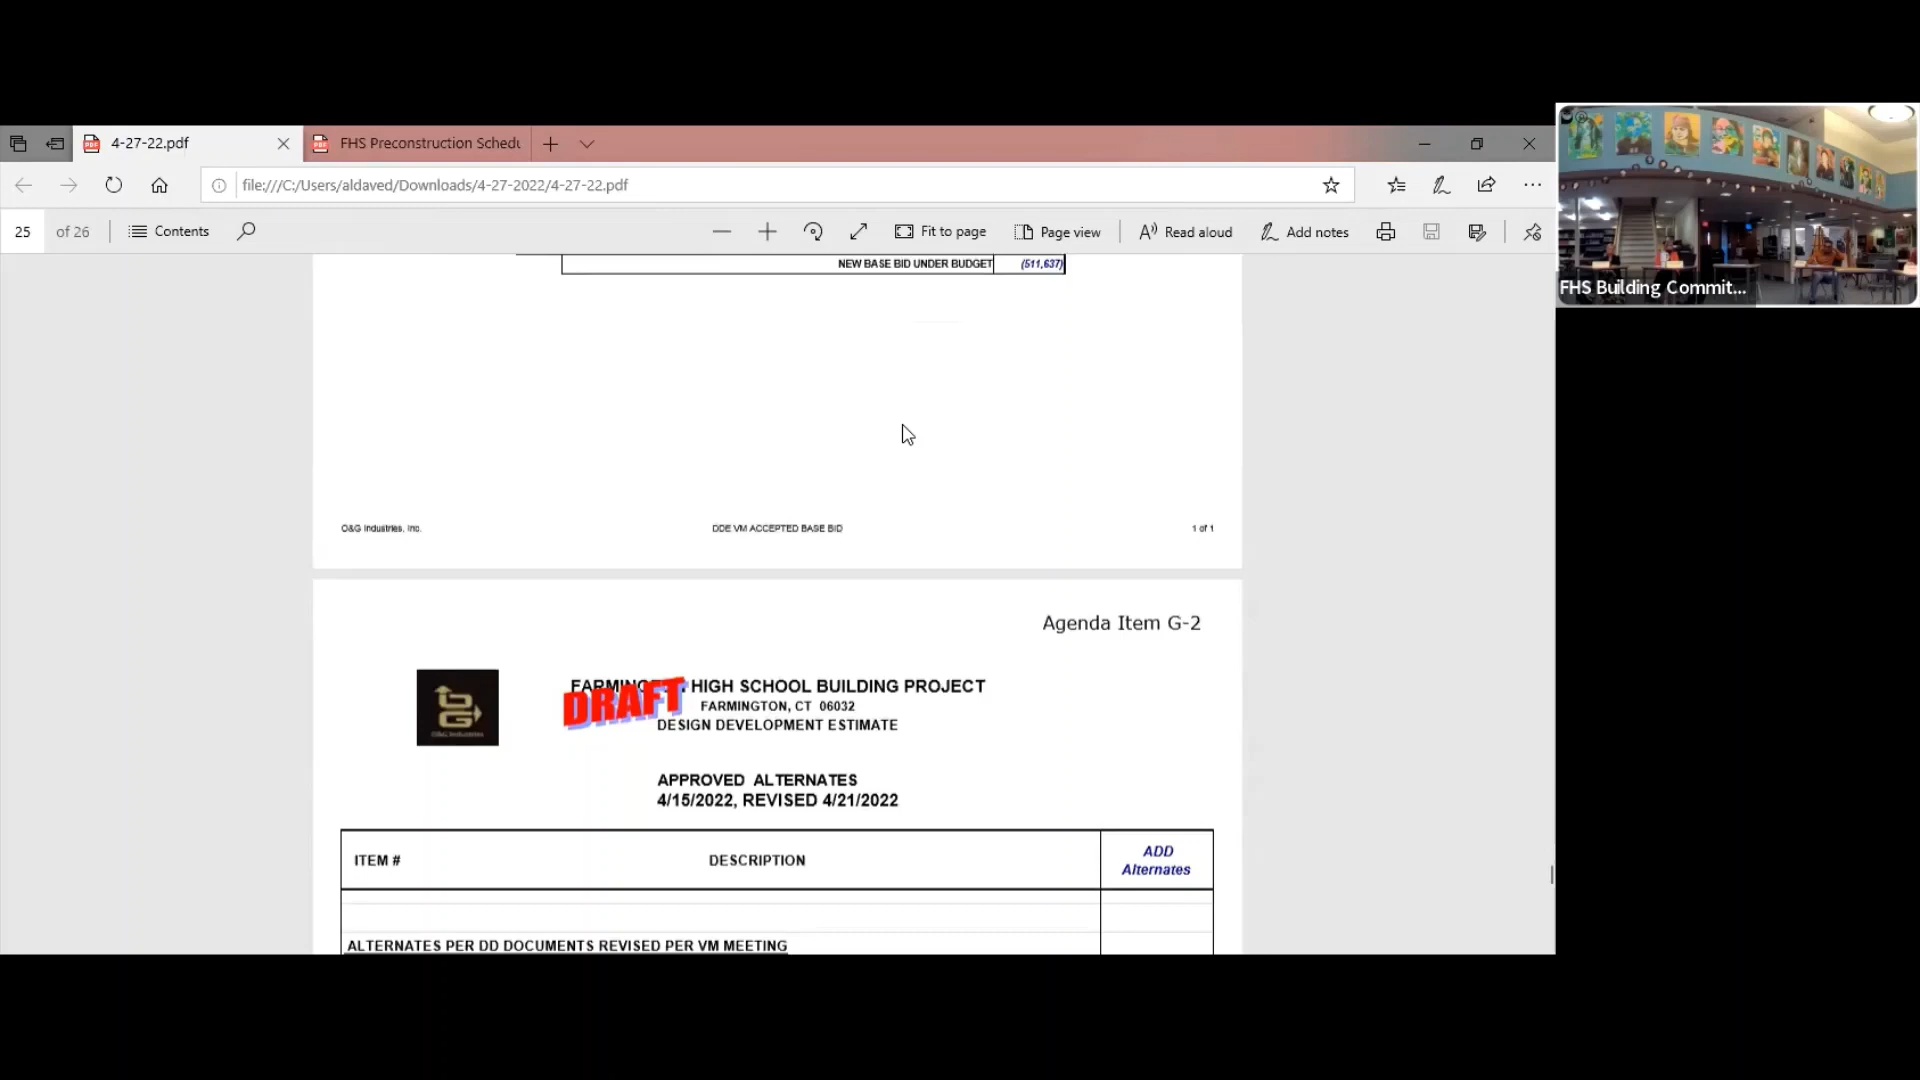 4-27-22.pdf
FHS Preconstruction Schedu
file:///C:/Users/aldaved/Downloads/4-27-2022/4-27-22.pdf
25 of 26 Contents Fit to page Page view Read aloud Add notes
NEW BASE BID UNDER BUDGET (511,637)
FHS Building Commit...
O&G Industries, Inc. DDE VM ACCEPTED BASE BID 1 of 1
Agenda Item G-2
HIGH SCHOOL BUILDING PROJECT
DRAFT
FARMINGTON, CT 06032
DESIGN DEVELOPMENT ESTIMATE
APPROVED ALTERNATES
4/15/2022, REVISED 4/21/2022
ITEM # DESCRIPTION ADD Alternates
ALTERNATES PER DD DOCUMENTS REVISED PER VM MEETING